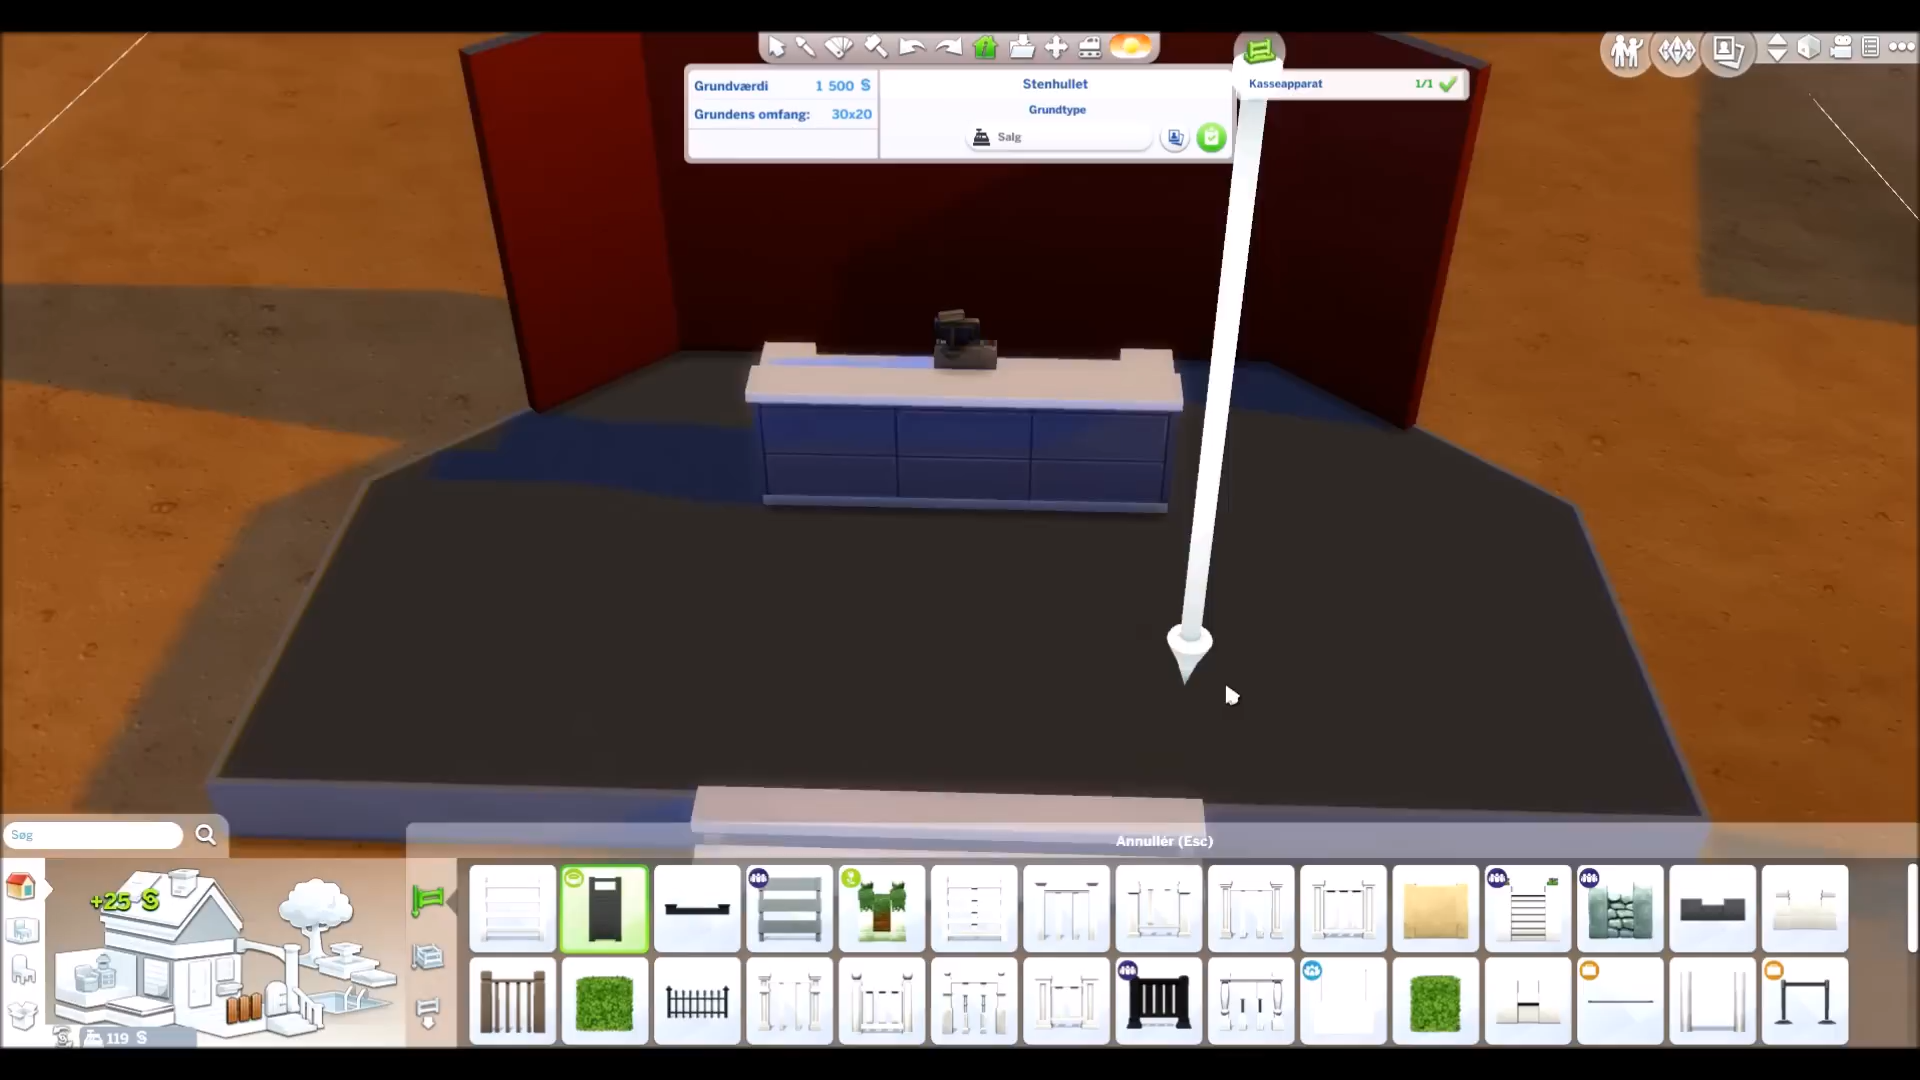 Grundværdi 1 500 $
Stenhullet
Kasseapparat 1/1
Grundens omfang: 30x20
Grundtype
Salg
Søg
Annullér (Esc)
+25 $
119 $